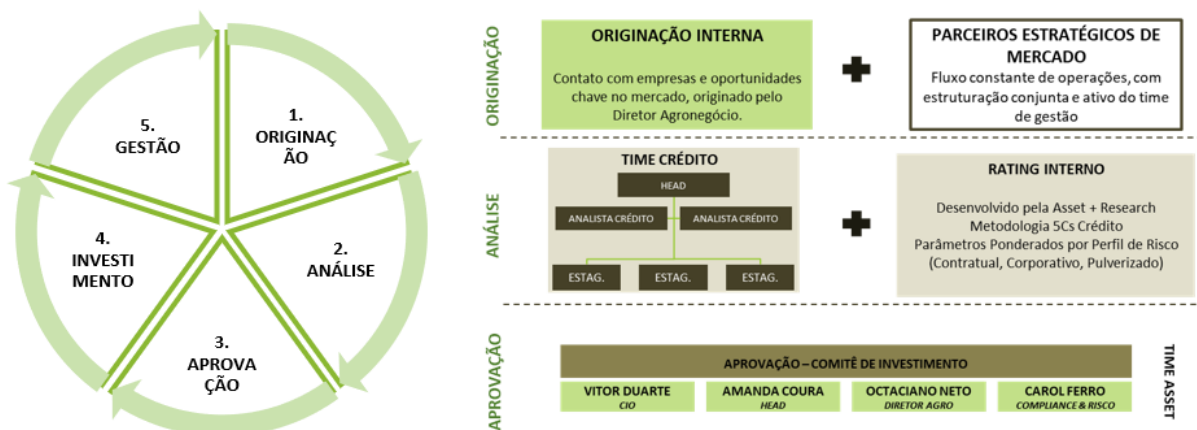 1.
ORIGINAÇ
ÃO
2.
ANÁLISE
3.
APROVA
ÇÃO
4.
INVESTI
MENTO
5.
GESTÃO
ORIGINAÇÃO
ORIGINAÇÃO INTERNA
Contato com empresas e oportunidades
chave no mercado, originado pelo
Diretor Agronegócio.
PARCEIROS ESTRATÉGICOS DE
MERCADO
Fluxo constante de operações, com
estruturação conjunta e ativo do time
de gestão
ANÁLISE
TIME CRÉDITO
HEAD
ANALISTA CRÉDITO
ANALISTA CRÉDITO
ESTAG.
ESTAG.
ESTAG.
RATING INTERNO
Desenvolvido pela Asset + Research
Metodologia 5Cs Crédito
Parâmetros Ponderados por Perfil de Risco
(Contratual, Corporativo, Pulverizado)
APROVAÇÃO
APROVAÇÃO – COMITÊ DE INVESTIMENTO
VITOR DUARTE
CIO
AMANDA COURA
HEAD
OCTACIANO NETO
DIRETOR AGRO
CAROL FERRO
COMPLIANCE & RISCO
TIME ASSET